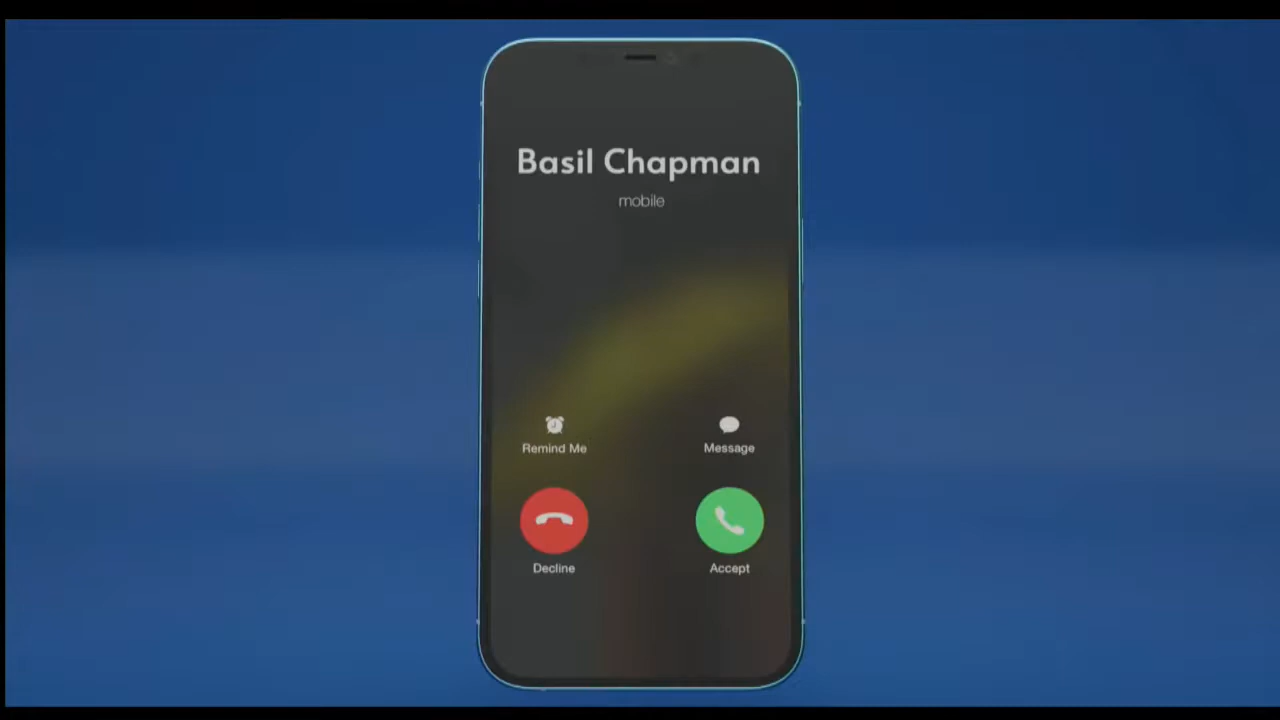 Basil Chapman
mobile
Remind Me
Message
Decline
Accept